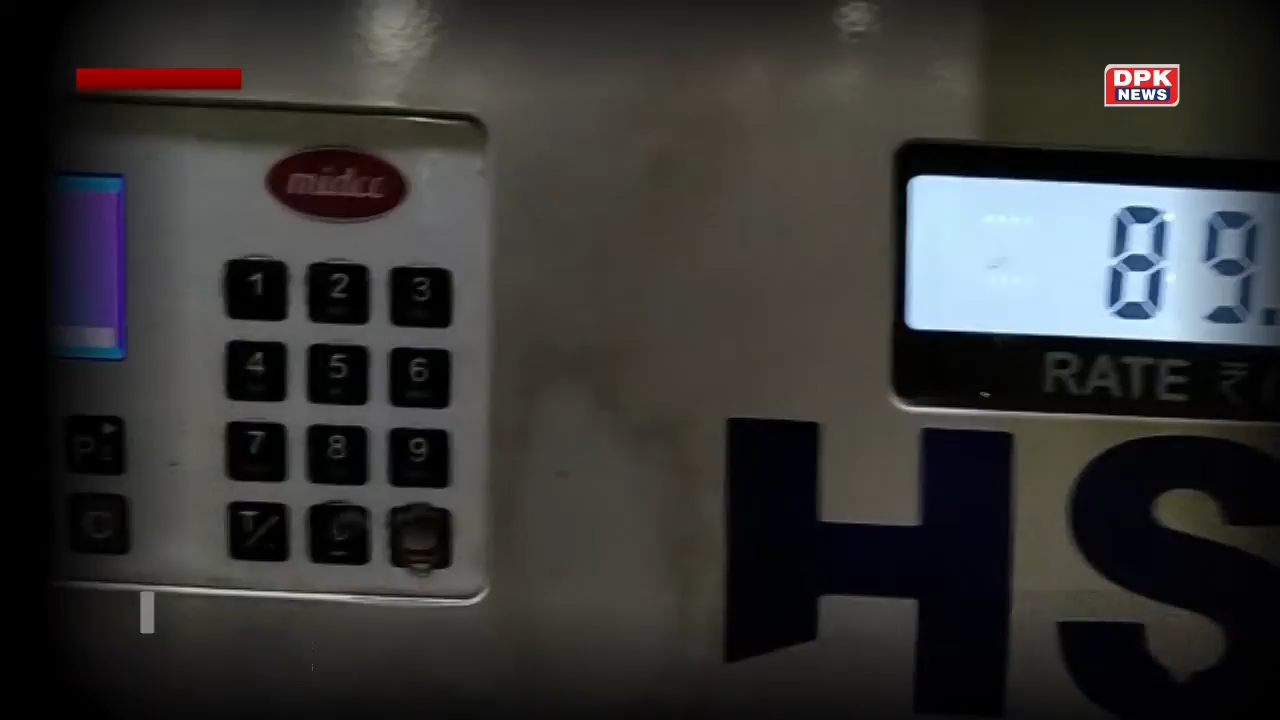 DPK
NEWS
midco
89.
1 2 3
4 5 6
RATE ₹
7 8 9
C
HS